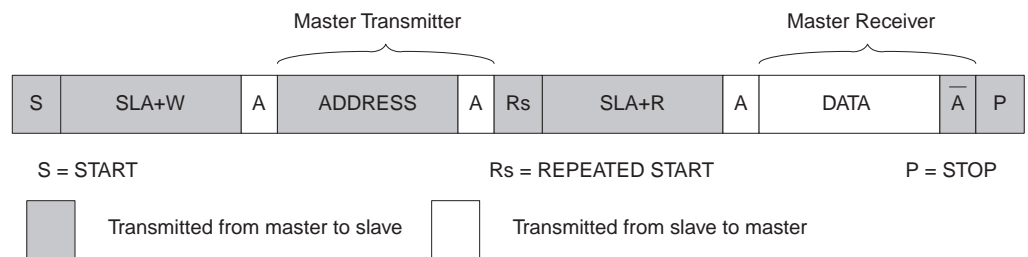 Master Transmitter Master Receiver
S SLA+W A ADDRESS A Rs SLA+R A DATA A̅ P
S = START Rs = REPEATED START P = STOP
Transmitted from master to slave Transmitted from slave to master